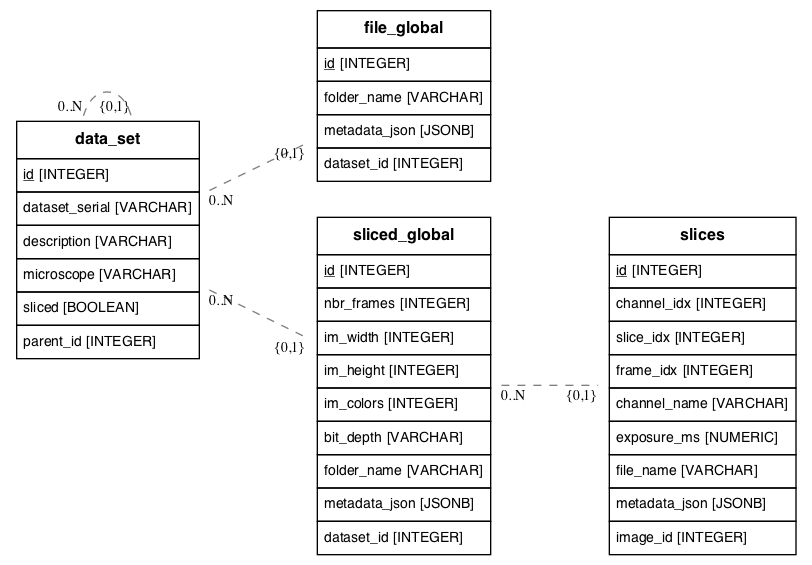 file_global
id [INTEGER]
folder_name [VARCHAR]
metadata_json [JSONB]
dataset_id [INTEGER]
0..N {0,1}
data_set
id [INTEGER]
dataset_serial [VARCHAR]
description [VARCHAR]
microscope [VARCHAR]
sliced [BOOLEAN]
parent_id [INTEGER]
{0,1}
0..N
0..N
{0,1}
sliced_global
id [INTEGER]
nbr_frames [INTEGER]
im_width [INTEGER]
im_height [INTEGER]
im_colors [INTEGER]
bit_depth [VARCHAR]
folder_name [VARCHAR]
metadata_json [JSONB]
dataset_id [INTEGER]
0..N {0,1}
slices
id [INTEGER]
channel_idx [INTEGER]
slice_idx [INTEGER]
frame_idx [INTEGER]
channel_name [VARCHAR]
exposure_ms [NUMERIC]
file_name [VARCHAR]
metadata_json [JSONB]
image_id [INTEGER]